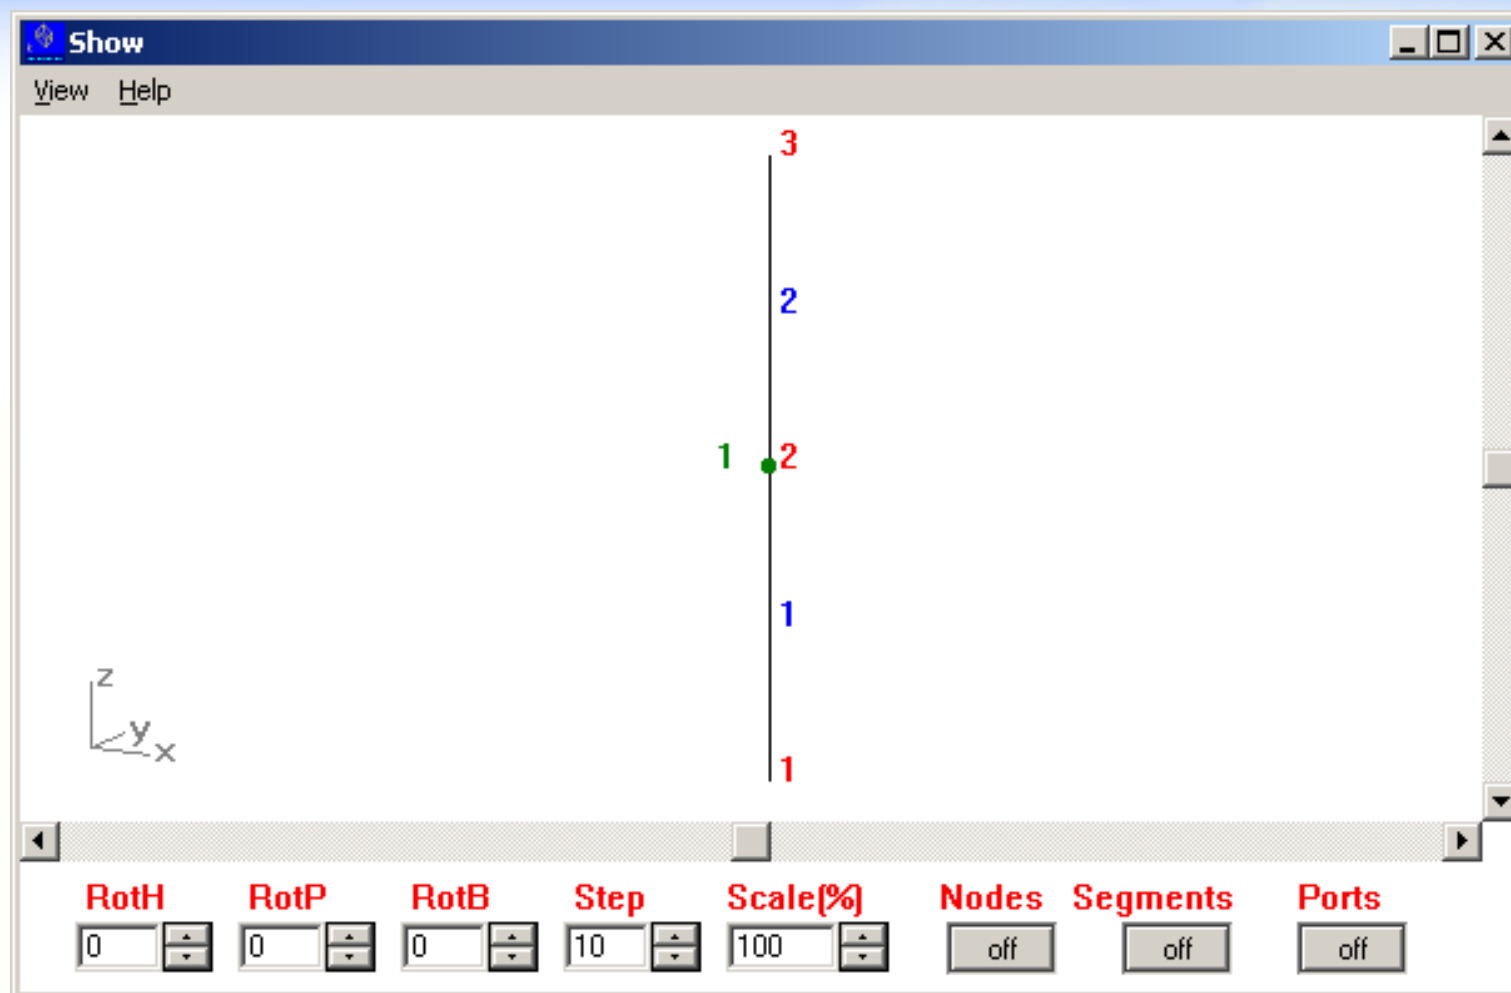 Show
View Help
3
2
1 2
1
z
y
x
1
RotH RotP RotB Step Scale(%) Nodes Segments Ports
0 0 0 10 100 off off off